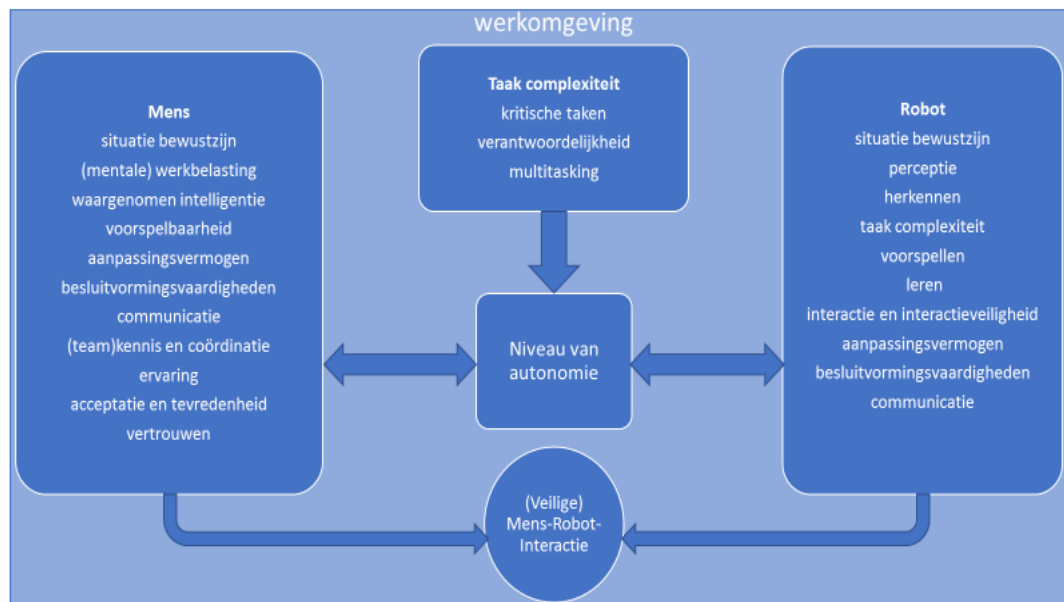 werkomgeving
Mens
situatie bewustzijn
(mentale) werkbelasting
waargenomen intelligentie
voorspelbaarheid
aanpassingsvermogen
besluitvormingsvaardigheden
communicatie
(team)kennis en coördinatie
ervaring
acceptatie en tevredenheid
vertrouwen
Taak complexiteit
kritische taken
verantwoordelijkheid
multitasking
Niveau van
autonomie
Robot
situatie bewustzijn
perceptie
herkennen
taak complexiteit
voorspellen
leren
interactie en interactieveiligheid
aanpassingsvermogen
besluitvormingsvaardigheden
communicatie
(Veilige)
Mens-Robot-
Interactie